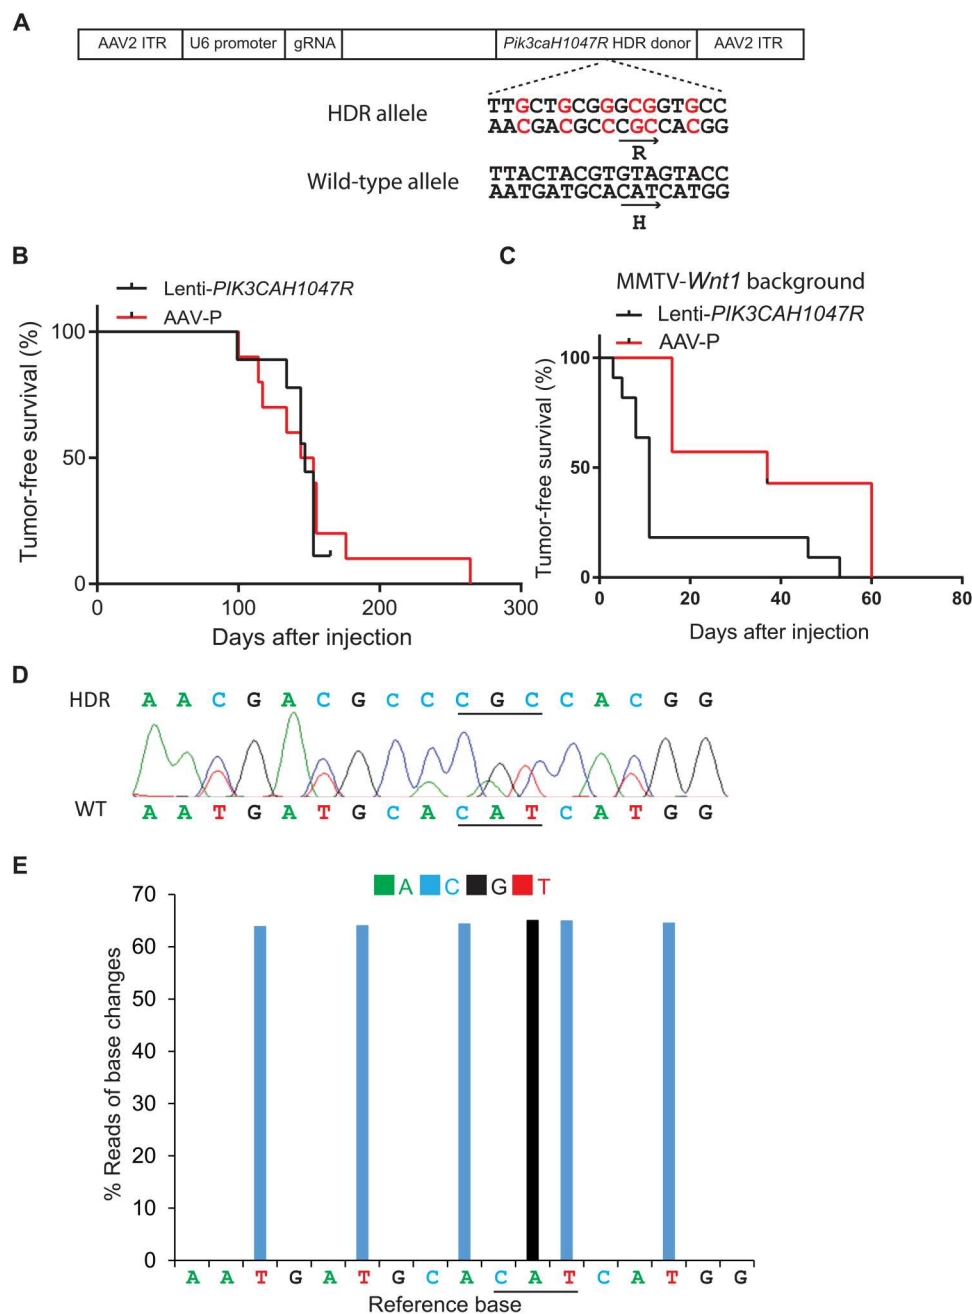 A
AAV2 ITR U6 promoter gRNA Pik3caH1047R HDR donor AAV2 ITR
HDR allele
TTGCTGCGGGCGGTGCC
AACGACGCCCGCCACGG
R
Wild-type allele
TTACTACGTGTAGTACC
AATGATGCACATCATGG
H
B
Lenti-PIK3CAH1047R
AAV-P
Tumor-free survival (%)
100
50
0
0 100 200 300
Days after injection
C
MMTV-Wnt1 background
Lenti-PIK3CAH1047R
AAV-P
Tumor-free survival (%)
100
50
0
0 20 40 60 80
Days after injection
D
HDR A A C G A C G C C C G C C A C G G
WT A A T G A T G C A C A T C A T G G
E
A C G T
% Reads of base changes
70
60
50
40
30
20
10
0
A A T G A T G C A C A T C A T G G
Reference base